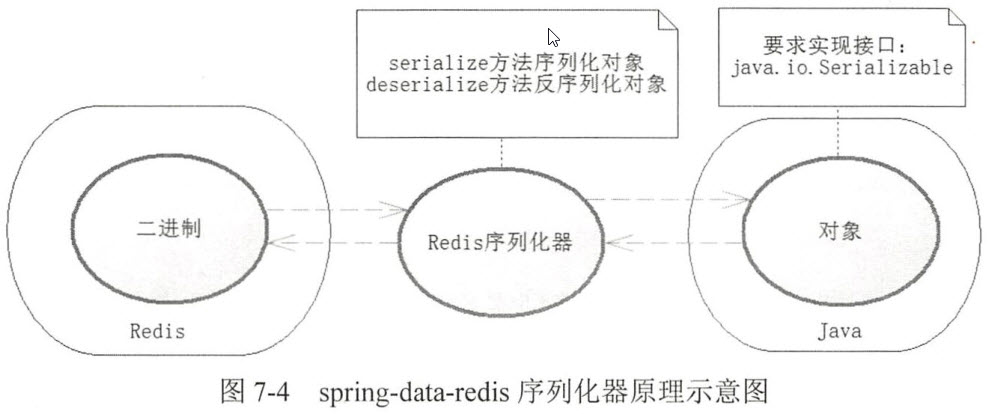 serialize方法序列化对象
deserialize方法反序列化对象
要求实现接口:
java.io.Serializable
二进制
Redis序列化器
对象
Redis
Java
图 7-4 spring-data-redis 序列化器原理示意图